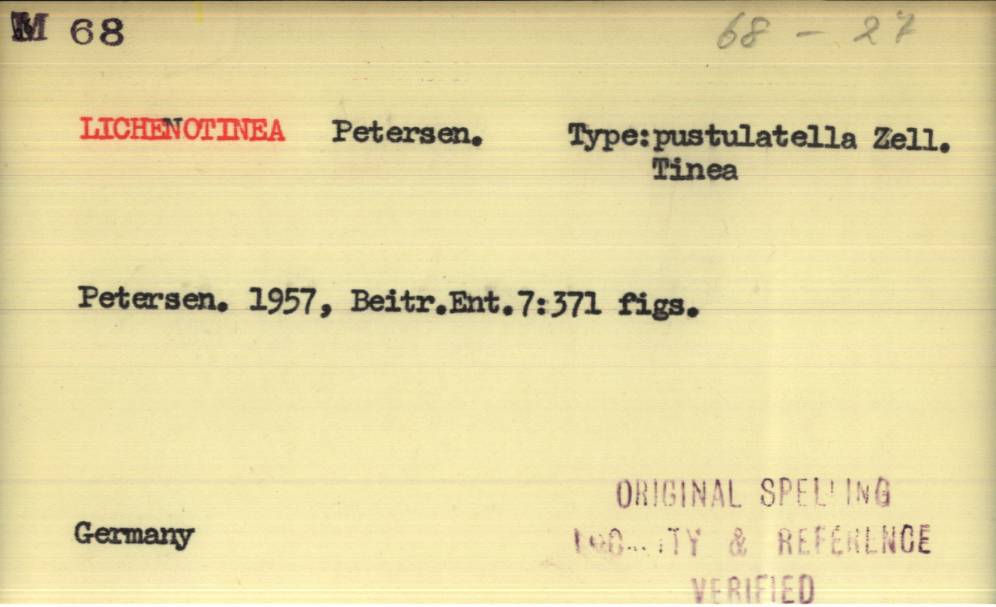 M 68
68 - 27
LICHENOTINEA Petersen. Type:pustulatella Zell.
Tinea
Petersen. 1957, Beitr.Ent.7:371 figs.
Germany
ORIGINAL SPELLING
LOCALITY & REFERENCE
VERIFIED